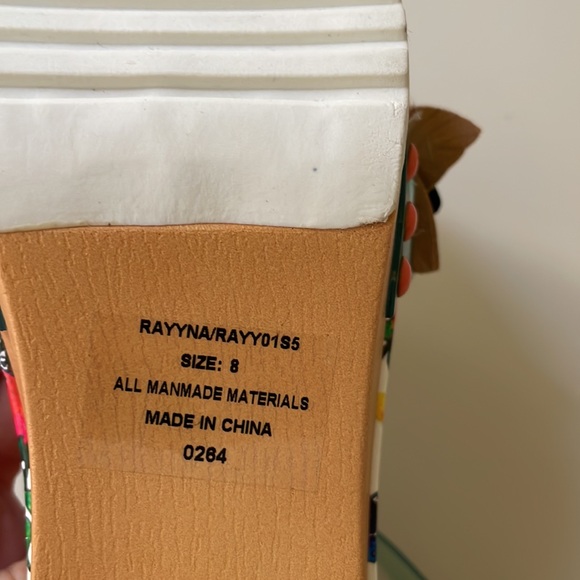 RAYYNA/RAYY01S5
SIZE: 8
ALL MANMADE MATERIALS
MADE IN CHINA
0264